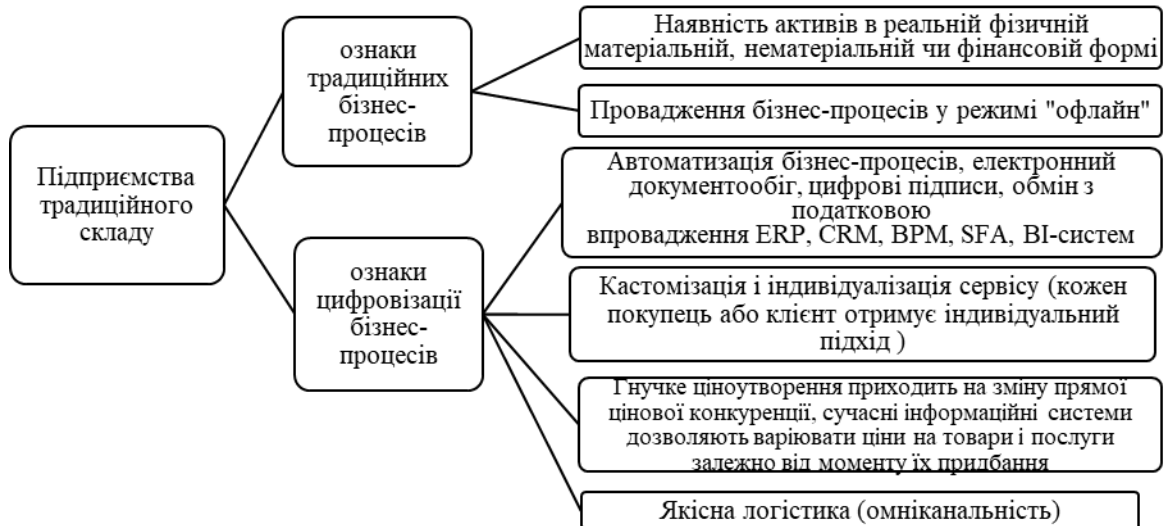 Підприємства
традиційного
складу
ознаки
традиційних
бізнес-
процесів
Наявність активів в реальній фізичній
матеріальній, нематеріальній чи фінансовій формі
Провадження бізнес-процесів у режимі "офлайн"
ознаки
цифровізації
бізнес-
процесів
Автоматизація бізнес-процесів, електронний
документообіг, цифрові підписи, обмін з
податковою
впровадження ERP, CRM, BPM, SFA, BI-систем
Кастомізація і індивідуалізація сервісу (кожен
покупець або клієнт отримує індивідуальний
підхід )
Гнучке ціноутворення приходить на зміну прямої
цінової конкуренції, сучасні інформаційні системи
дозволяють варіювати ціни на товари і послуги
залежно від моменту їх придбання
Якісна логістика (омніканальність)